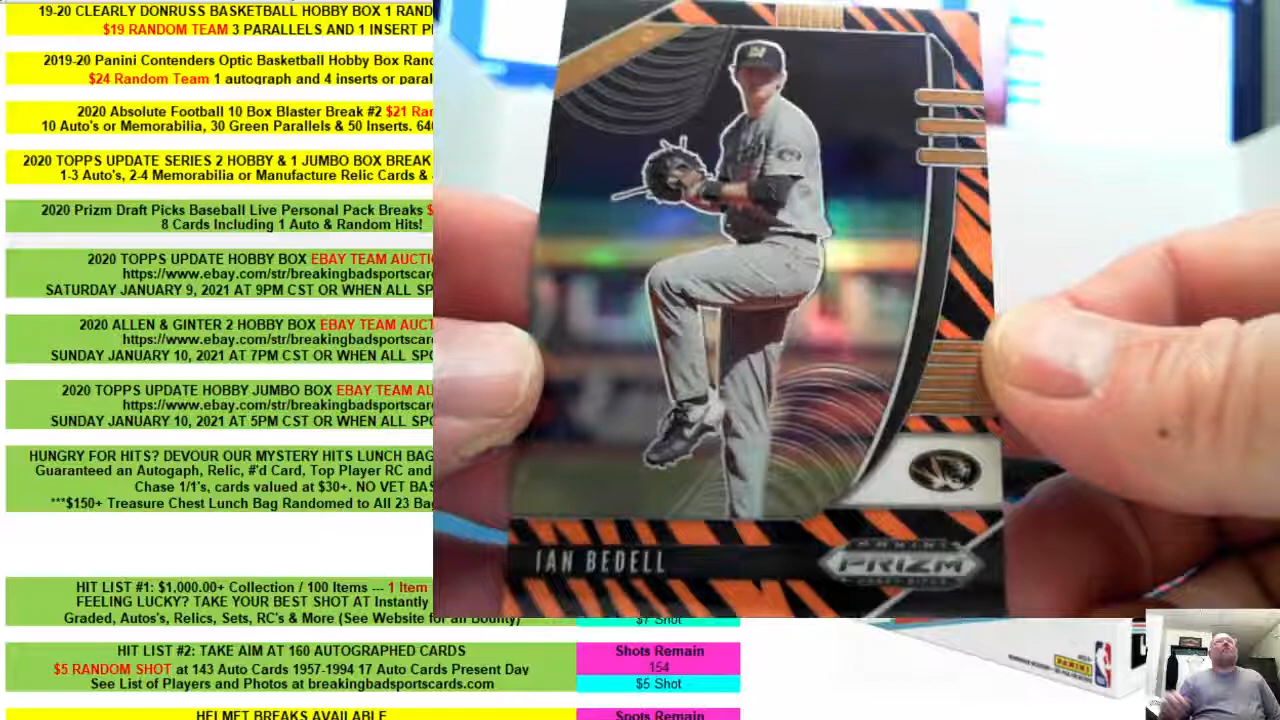 19-20 CLEARLY DONRUSS BASKETBALL HOBBY BOX 1 RAND
$19 RANDOM TEAM 3 PARALLELS AND 1 INSERT P
2019-20 Panini Contenders Optic Basketball Hobby Box Rand
$24 Random Team 1 autograph and 4 inserts or paral
2020 Absolute Football 10 Box Blaster Break #2 $21 Ran
10 Auto's or Memorabilia, 30 Green Parallels & 50 Inserts. 640
2020 TOPPS UPDATE SERIES 2 HOBBY & 1 JUMBO BOX BREAK
1-3 Auto's, 2-4 Memorabilia or Manufacture Relic Cards &
2020 Prizm Draft Picks Baseball Live Personal Pack Breaks $
8 Cards Including 1 Auto & Random Hits!
2020 TOPPS UPDATE HOBBY BOX EBAY TEAM AUCTI
https://www.ebay.com/str/breakingbadsportscar
SATURDAY JANUARY 9, 2021 AT 9PM CST OR WHEN ALL SP
2020 ALLEN & GINTER 2 HOBBY BOX EBAY TEAM AUCT
https://www.ebay.com/str/breakingbadsportscar
SUNDAY JANUARY 10, 2021 AT 7PM CST OR WHEN ALL SPO
2020 TOPPS UPDATE HOBBY JUMBO BOX EBAY TEAM AU
https://www.ebay.com/str/breakingbadsportscar
SUNDAY JANUARY 10, 2021 AT 5PM CST OR WHEN ALL SPO
HUNGRY FOR HITS? DEVOUR OUR MYSTERY HITS LUNCH BAG
Guaranteed an Autogaph, Relic, #'d Card, Top Player RC and
Chase 1/1's, cards valued at $30+. NO VET BAS
***$150+ Treasure Chest Lunch Bag Randomed to All 23 Bag
IAN BEDELL
PANINI
PRIZM
DRAFT PICKS
HIT LIST #1: $1,000.00+ Collection / 100 Items --- 1 Item
FEELING LUCKY? TAKE YOUR BEST SHOT AT Instantly
Graded, Autos's, Relics, Sets, RC's & More (See Website for all Bounty)
$7 Shot
HIT LIST #2: TAKE AIM AT 160 AUTOGRAPHED CARDS
$5 RANDOM SHOT at 143 Auto Cards 1957-1994 17 Auto Cards Present Day
See List of Players and Photos at breakingbadsportscards.com
Shots Remain
154
$5 Shot
HELMET BREAKS AVAILABLE
Spots Remain
PANINI